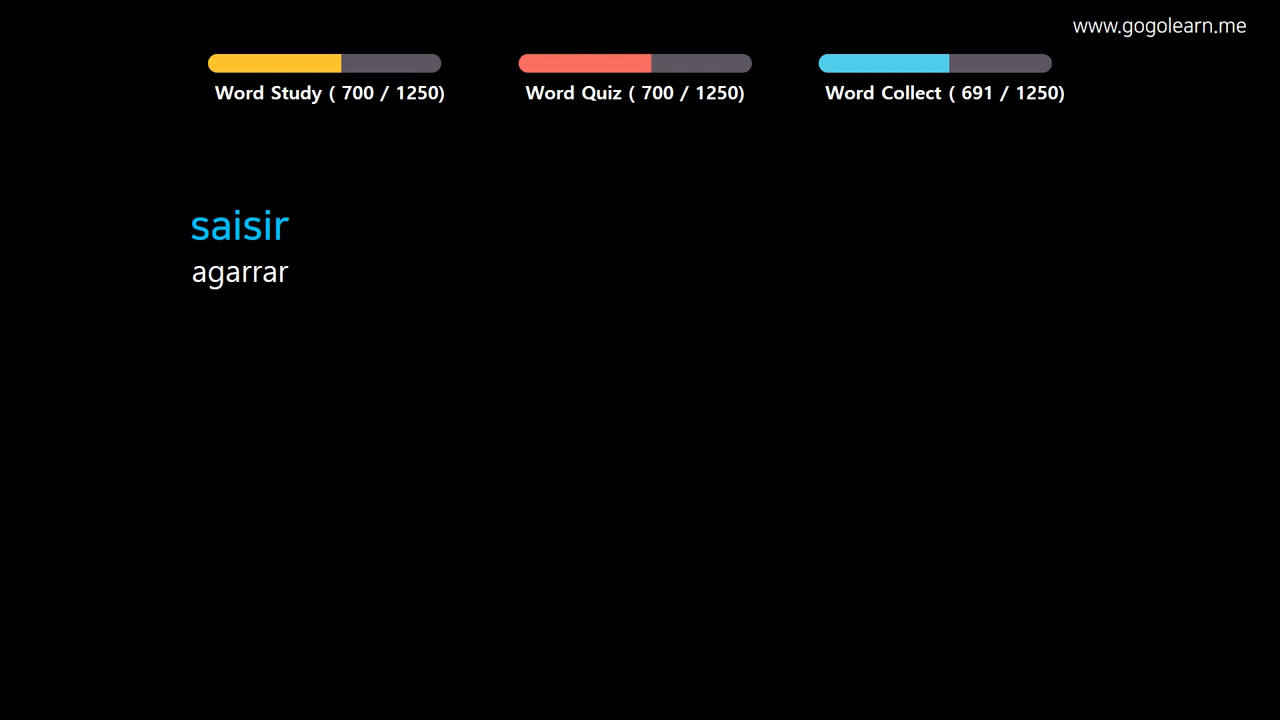 www.gogolearn.me
Word Study ( 700 / 1250)
Word Quiz ( 700 / 1250)
Word Collect ( 691 / 1250)
saisir
agarrar